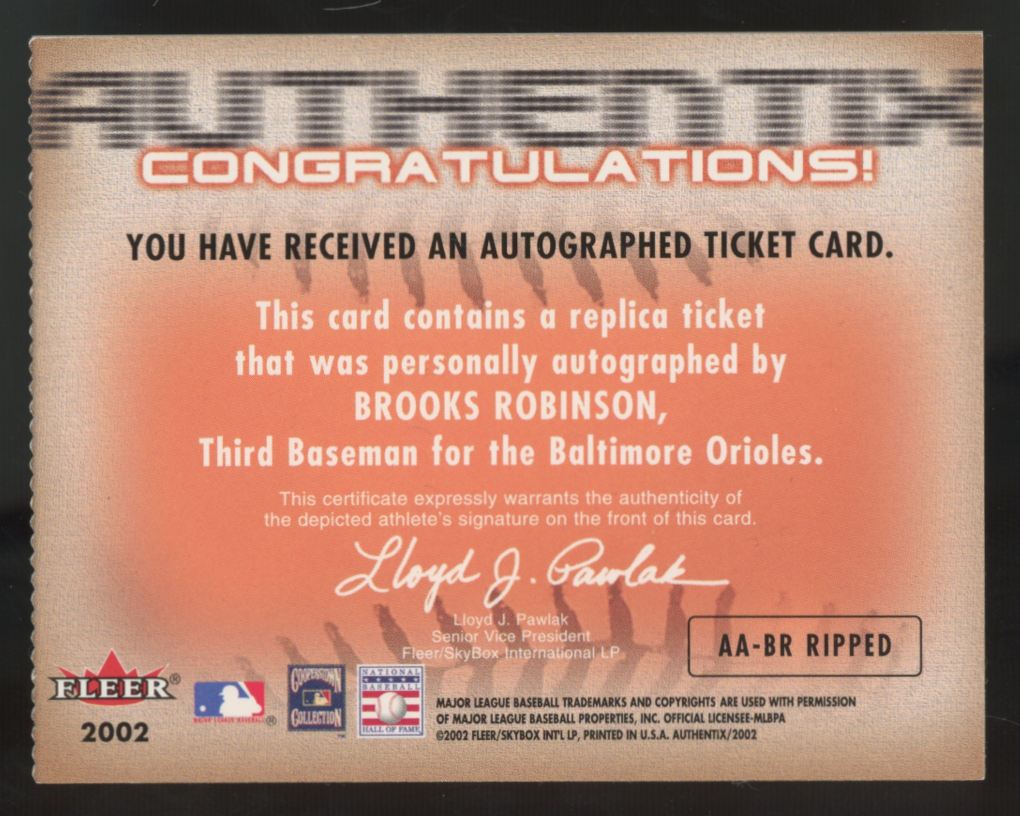 AUTHENTIX
CONGRATULATIONS!
YOU HAVE RECEIVED AN AUTOGRAPHED TICKET CARD.
This card contains a replica ticket
that was personally autographed by
BROOKS ROBINSON,
Third Baseman for the Baltimore Orioles.
This certificate expressly warrants the authenticity of
the depicted athlete's signature on the front of this card.
Lloyd J. Pawlak
Lloyd J. Pawlak
Senior Vice President
Fleer/SkyBox International LP
AA-BR RIPPED
FLEER®
2002
MAJOR LEAGUE BASEBALL®
COOPERSTOWN
COLLECTION
™
NATIONAL
BASEBALL
HALL OF FAME
MAJOR LEAGUE BASEBALL TRADEMARKS AND COPYRIGHTS ARE USED WITH PERMISSION
OF MAJOR LEAGUE BASEBALL PROPERTIES, INC. OFFICIAL LICENSEE-MLBPA
©2002 FLEER/SKYBOX INT'L LP, PRINTED IN U.S.A. AUTHENTIX/2002